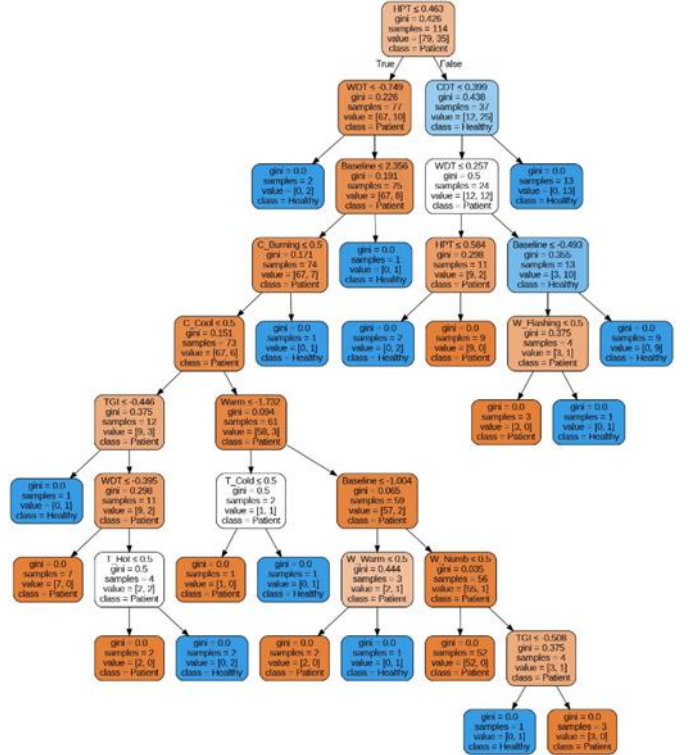 HPT ≤ 0.463
gini = 0.426
samples = 114
value = [79, 35]
class = Patient
True
False
WDT ≤ -0.749
gini = 0.226
samples = 77
value = [67, 10]
class = Patient
CDT ≤ 0.399
gini = 0.438
samples = 37
value = [12, 25]
class = Healthy
gini = 0.0
samples = 2
value = [0, 2]
class = Healthy
Baseline ≤ 2.356
gini = 0.191
samples = 75
value = [67, 8]
class = Patient
WDT ≤ 0.257
gini = 0.5
samples = 24
value = [12, 12]
class = Patient
gini = 0.0
samples = 13
value = [0, 13]
class = Healthy
C_Burning ≤ 0.5
gini = 0.171
samples = 74
value = [67, 7]
class = Patient
gini = 0.0
samples = 1
value = [0, 1]
class = Healthy
HPT ≤ 0.584
gini = 0.298
samples = 11
value = [9, 2]
class = Patient
Baseline ≤ -0.493
gini = 0.355
samples = 13
value = [3, 10]
class = Healthy
C_Cool ≤ 0.5
gini = 0.151
samples = 73
value = [67, 6]
class = Patient
gini = 0.0
samples = 1
value = [0, 1]
class = Healthy
gini = 0.0
samples = 2
value = [0, 2]
class = Healthy
gini = 0.0
samples = 9
value = [9, 0]
class = Patient
W_Flashing ≤ 0.5
gini = 0.375
samples = 4
value = [3, 1]
class = Patient
gini = 0.0
samples = 9
value = [0, 9]
class = Healthy
TGI ≤ -0.446
gini = 0.375
samples = 12
value = [9, 3]
class = Patient
Warm ≤ -1.732
gini = 0.094
samples = 61
value = [58, 3]
class = Patient
gini = 0.0
samples = 3
value = [3, 0]
class = Patient
gini = 0.0
samples = 1
value = [0, 1]
class = Healthy
gini = 0.0
samples = 1
value = [0, 1]
class = Healthy
WDT ≤ -0.395
gini = 0.298
samples = 11
value = [9, 2]
class = Patient
T_Cold ≤ 0.5
gini = 0.5
samples = 2
value = [1, 1]
class = Patient
Baseline ≤ -1.004
gini = 0.065
samples = 59
value = [57, 2]
class = Patient
gini = 0.0
samples = 7
value = [7, 0]
class = Patient
T_Hot ≤ 0.5
gini = 0.5
samples = 4
value = [2, 2]
class = Patient
gini = 0.0
samples = 1
value = [1, 0]
class = Patient
gini = 0.0
samples = 1
value = [0, 1]
class = Healthy
W_Warm ≤ 0.5
gini = 0.444
samples = 3
value = [2, 1]
class = Patient
W_Numb ≤ 0.5
gini = 0.035
samples = 56
value = [55, 1]
class = Patient
gini = 0.0
samples = 2
value = [2, 0]
class = Patient
gini = 0.0
samples = 2
value = [0, 2]
class = Healthy
gini = 0.0
samples = 2
value = [2, 0]
class = Patient
gini = 0.0
samples = 1
value = [0, 1]
class = Healthy
gini = 0.0
samples = 52
value = [52, 0]
class = Patient
TGI ≤ -0.508
gini = 0.375
samples = 4
value = [3, 1]
class = Patient
gini = 0.0
samples = 1
value = [0, 1]
class = Healthy
gini = 0.0
samples = 3
value = [3, 0]
class = Patient